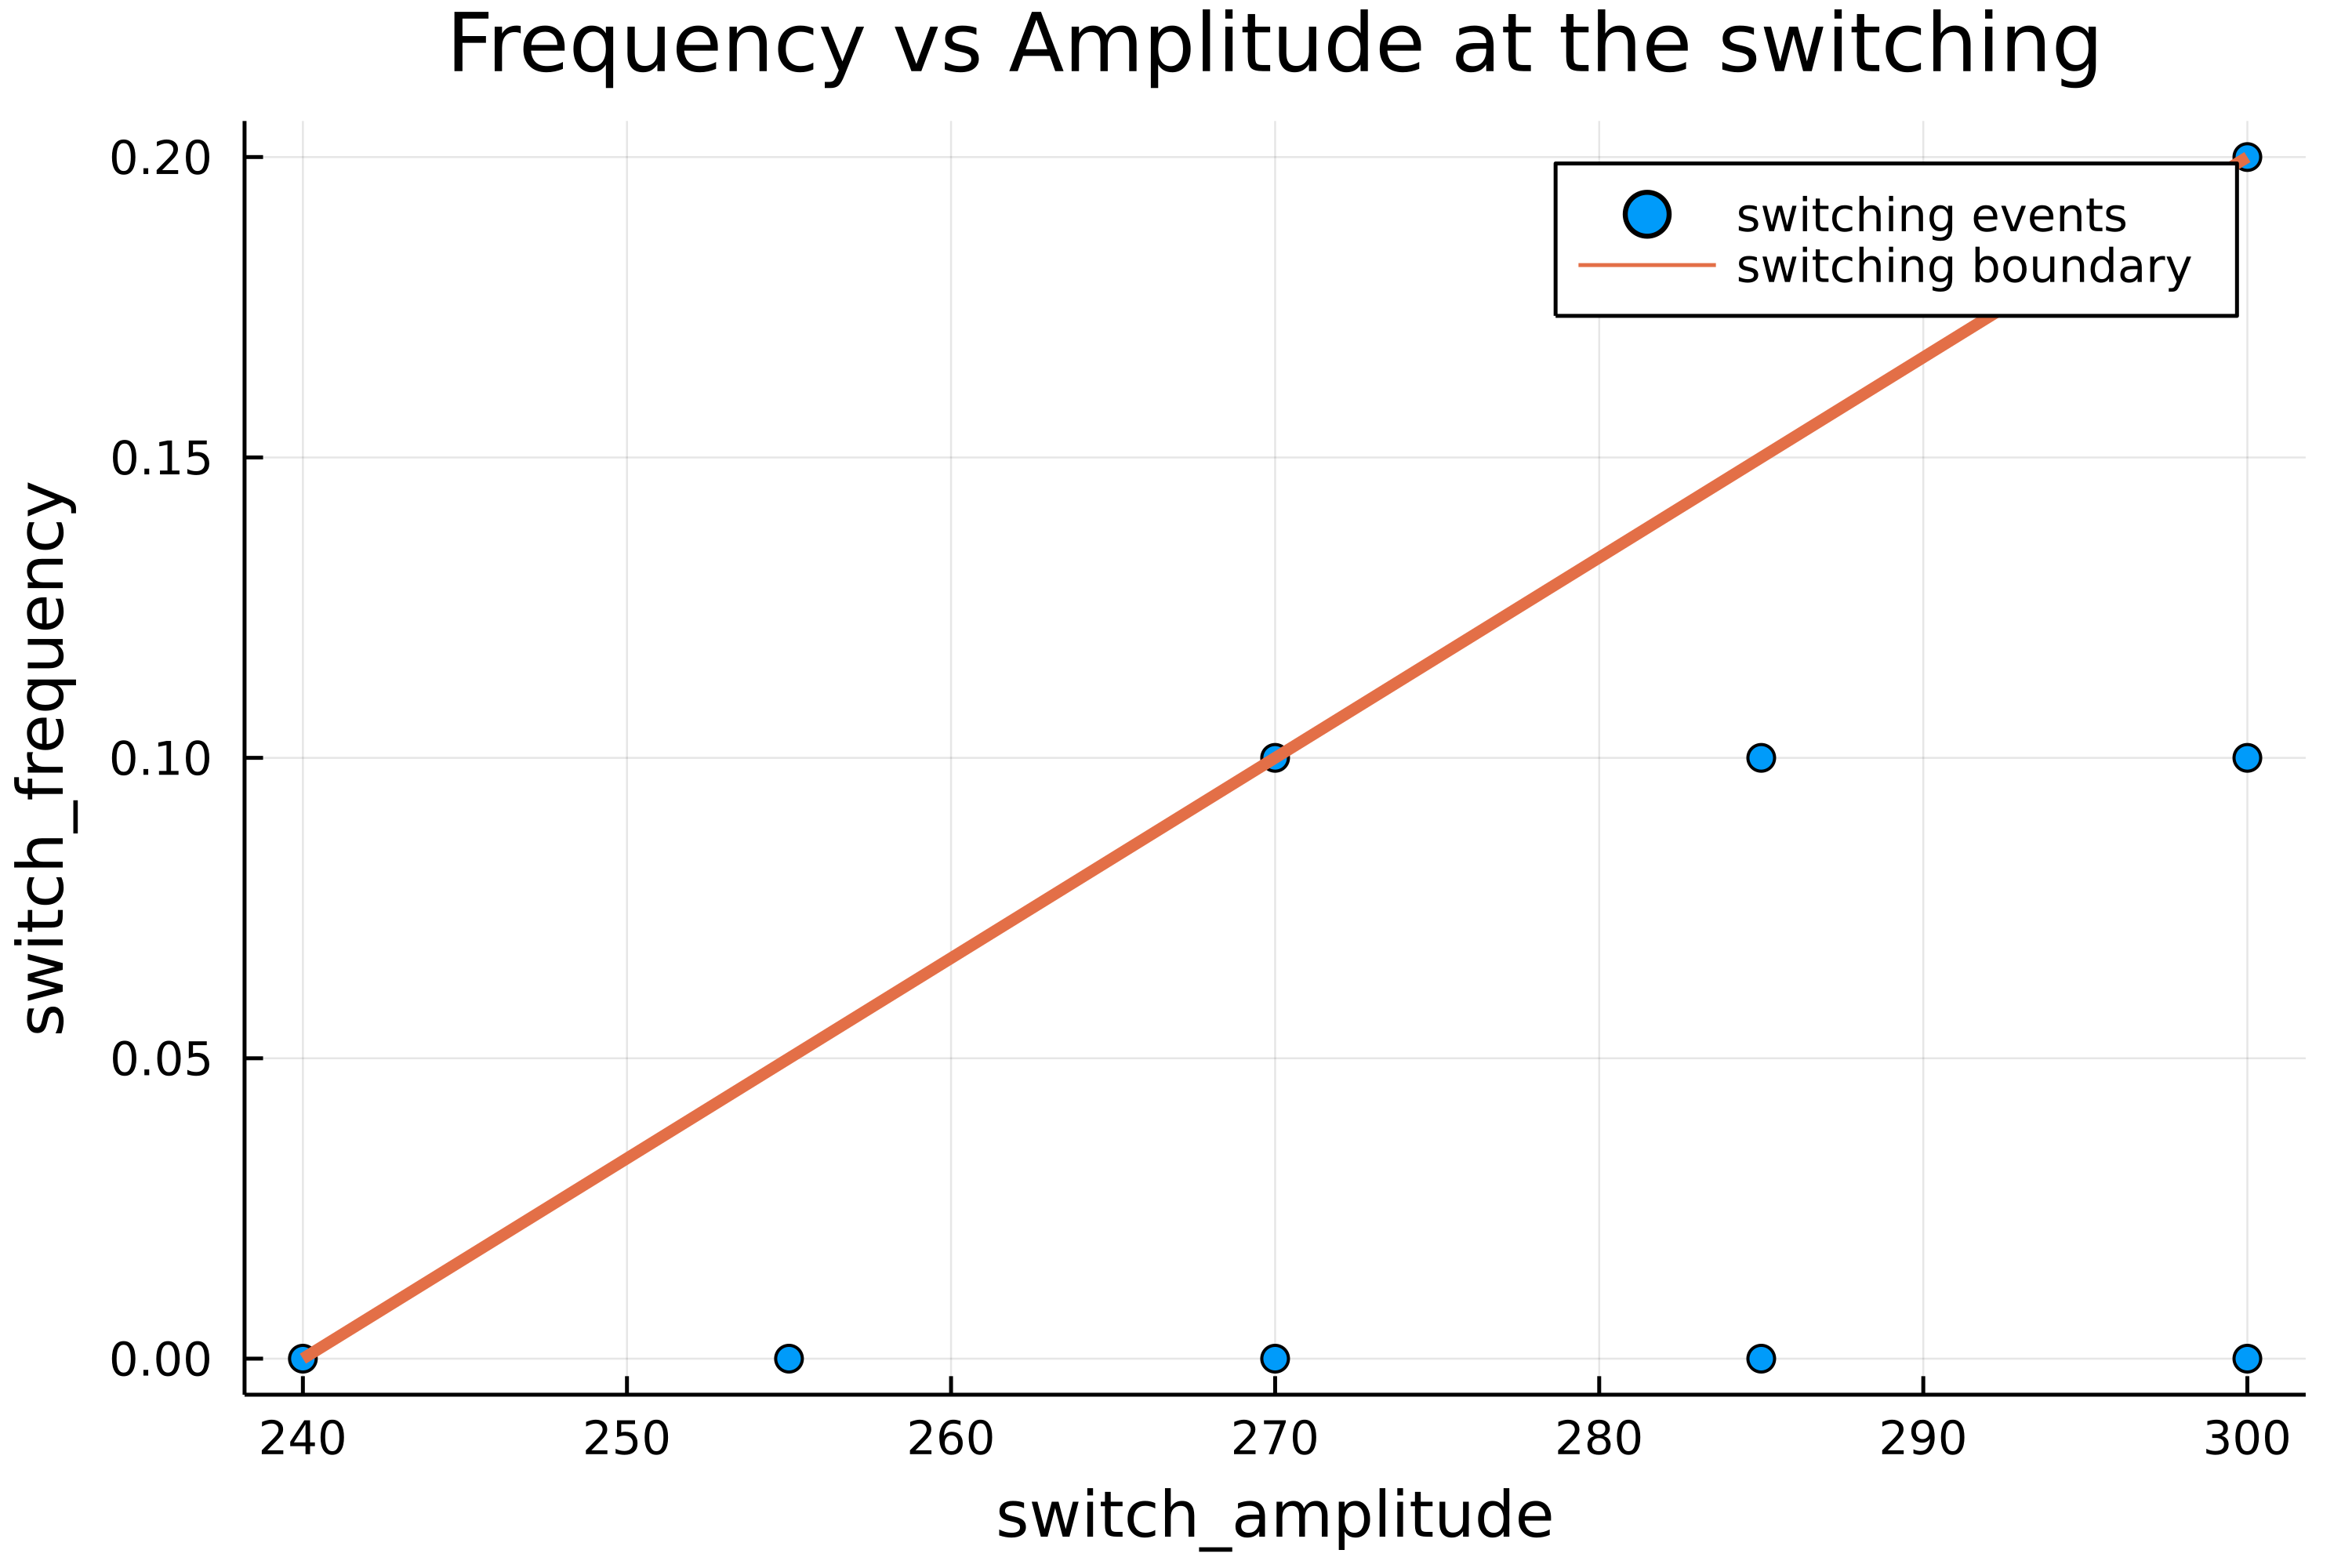 Frequency vs Amplitude at the switching
switch_frequency
0.20
0.15
0.10
0.05
0.00
switching events
switching boundary
240 250 260 270 280 290 300
switch_amplitude